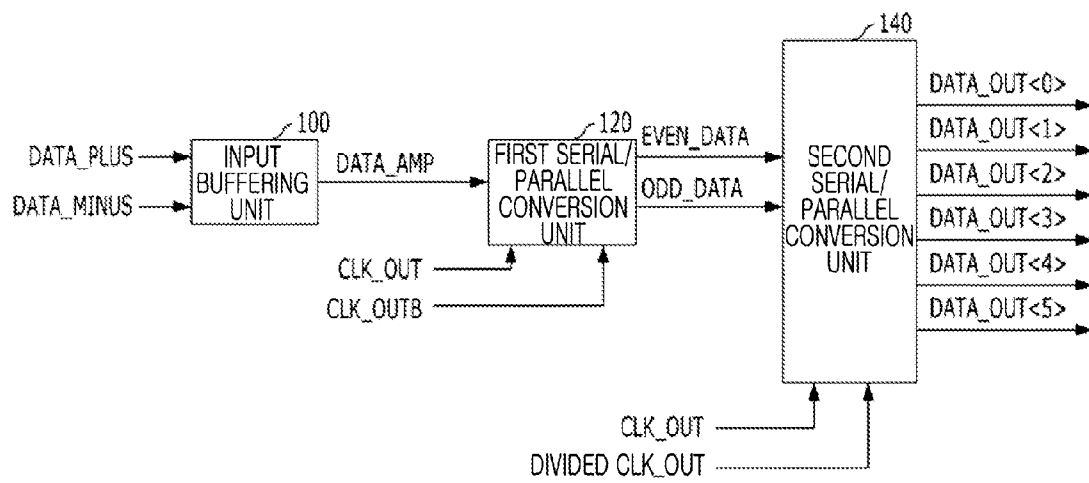 140
DATA_OUT<0>
100
120
DATA_OUT<1>
DATA_PLUS
INPUT
BUFFERING
UNIT
DATA_AMP
FIRST SERIAL/
PARALLEL
CONVERSION
UNIT
EVEN_DATA
SECOND
SERIAL/
PARALLEL
CONVERSION
UNIT
DATA_OUT<2>
DATA_MINUS
ODD_DATA
DATA_OUT<3>
CLK_OUT
DATA_OUT<4>
CLK_OUTB
DATA_OUT<5>
CLK_OUT
DIVIDED CLK_OUT